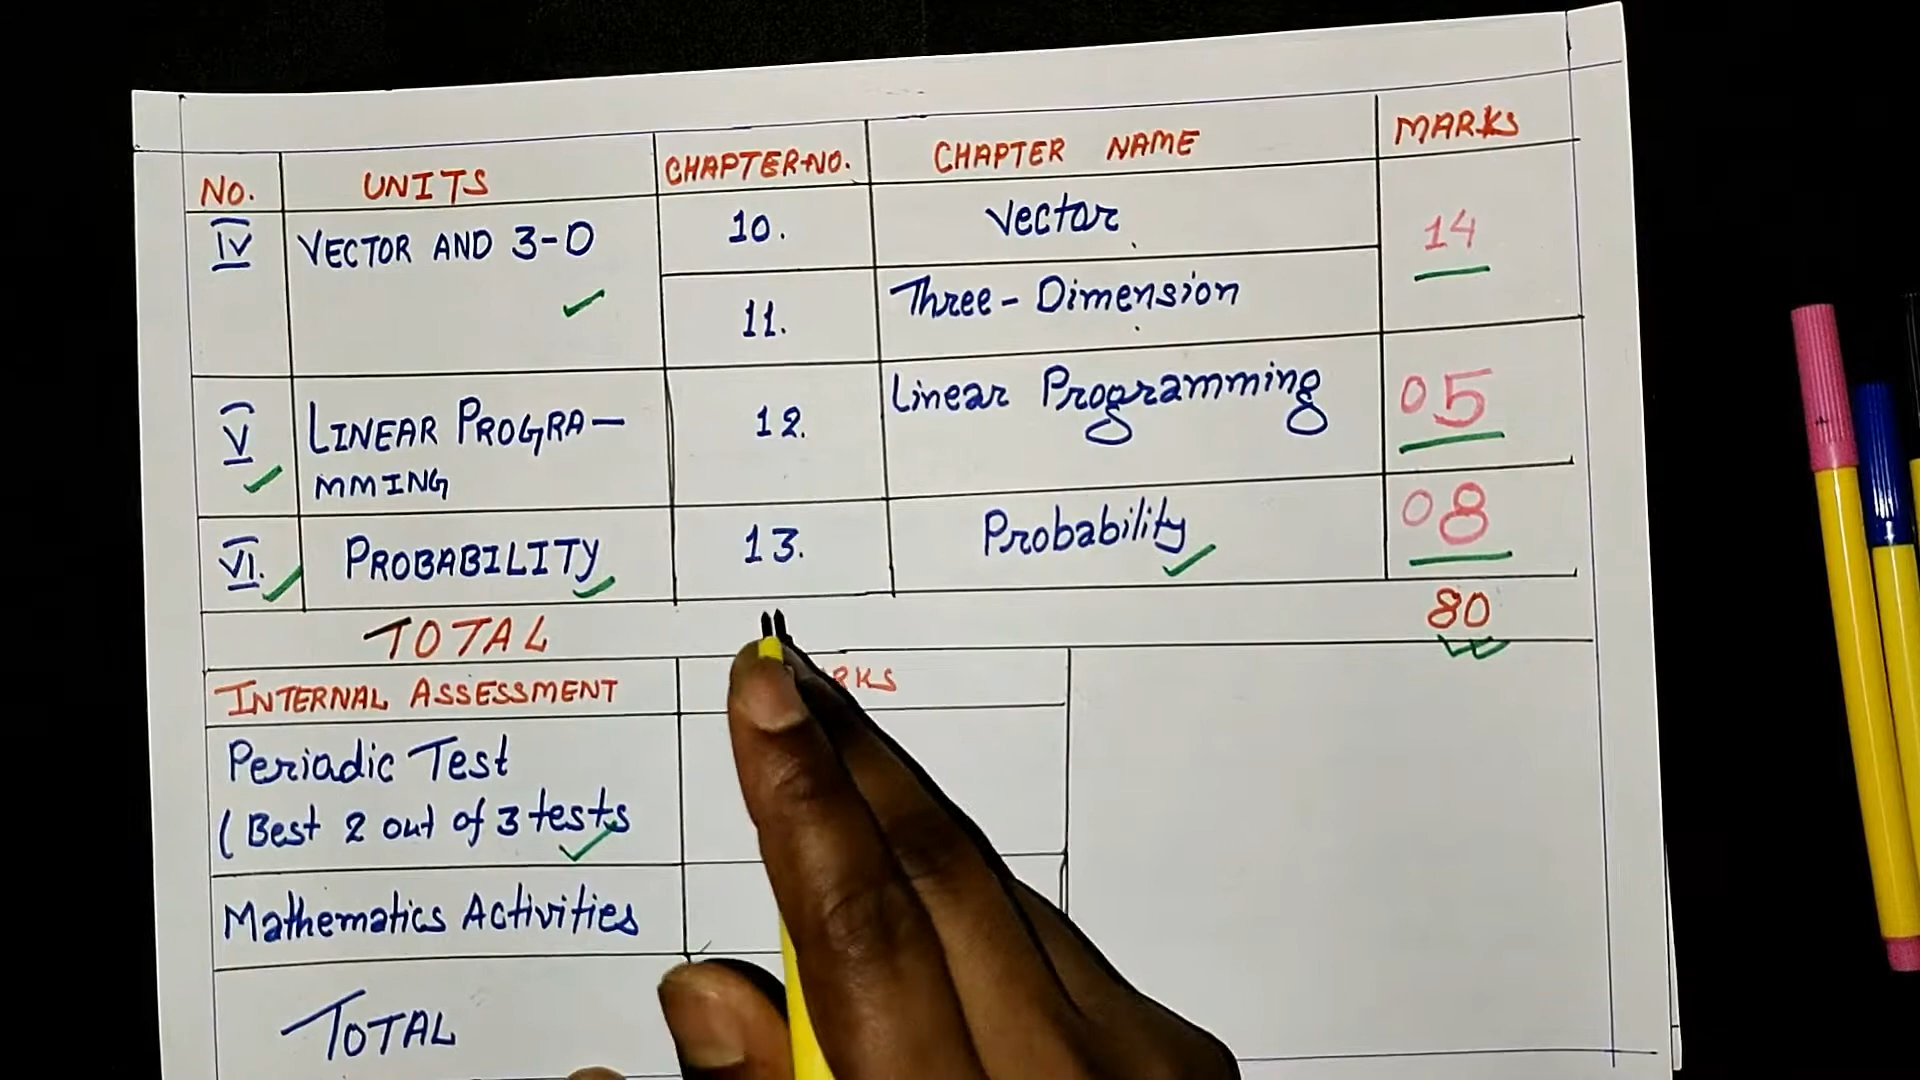 NO. UNITS CHAPTER NO. CHAPTER NAME MARKS
IV VECTOR AND 3-D 10. Vector 14
11. Three-Dimension
V LINEAR PROGRA- 12. Linear Programming 05
MMING
VI. PROBABILITY 13. Probability 08
TOTAL 80
INTERNAL ASSESSMENT
Periadic Test
(Best 2 out of 3 tests
Mathematics Activities
TOTAL